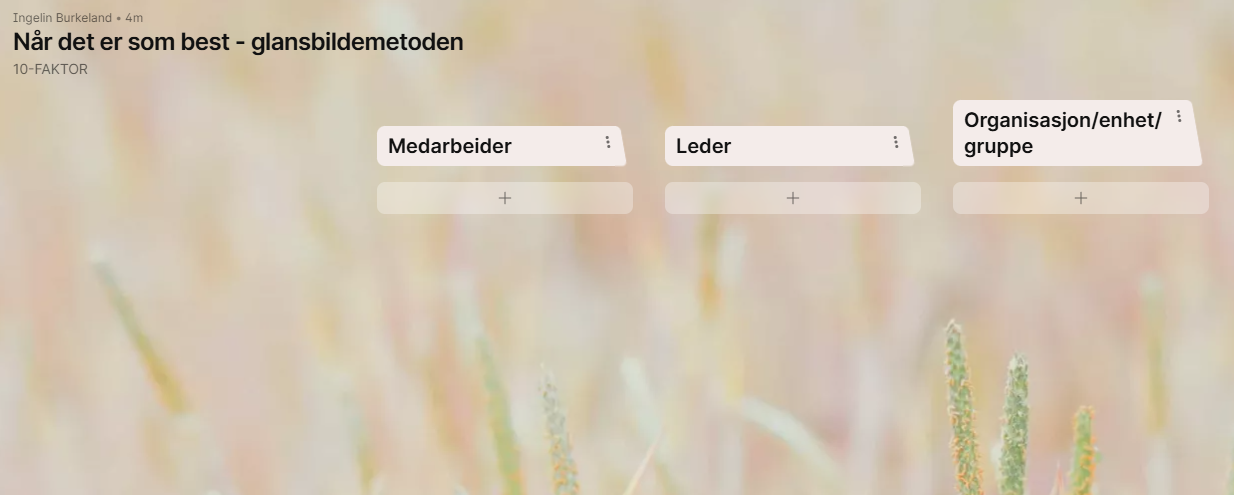 Ingelin Burkeland • 4m
Når det er som best - glansbildemetoden
10-FAKTOR
Medarbeider
Leder
Organisasjon/enhet/
gruppe